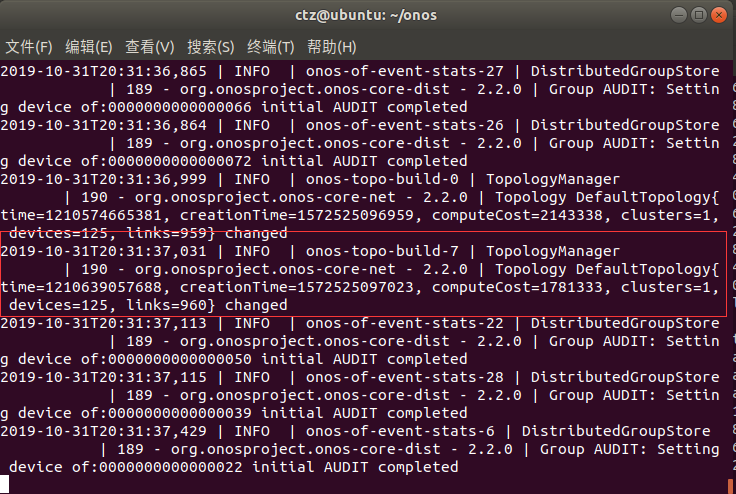 ctz@ubuntu: ~/onos
文件(F) 编辑(E) 查看(V) 搜索(S) 终端(T) 帮助(H)
2019-10-31T20:31:36,865 | INFO  | onos-of-event-stats-27 | DistributedGroupStore
| 189 - org.onosproject.onos-core-dist - 2.2.0 | Group AUDIT: Settin
g device of:0000000000000066 initial AUDIT completed
2019-10-31T20:31:36,864 | INFO  | onos-of-event-stats-26 | DistributedGroupStore
| 189 - org.onosproject.onos-core-dist - 2.2.0 | Group AUDIT: Settin
g device of:0000000000000072 initial AUDIT completed
2019-10-31T20:31:36,999 | INFO  | onos-topo-build-0 | TopologyManager
| 190 - org.onosproject.onos-core-net - 2.2.0 | Topology DefaultTopology{
time=1210574665381, creationTime=1572525096959, computeCost=2143338, clusters=1,
devices=125, links=959} changed
2019-10-31T20:31:37,031 | INFO  | onos-topo-build-7 | TopologyManager
| 190 - org.onosproject.onos-core-net - 2.2.0 | Topology DefaultTopology{
time=1210639057688, creationTime=1572525097023, computeCost=1781333, clusters=1,
devices=125, links=960} changed
2019-10-31T20:31:37,113 | INFO  | onos-of-event-stats-22 | DistributedGroupStore
| 189 - org.onosproject.onos-core-dist - 2.2.0 | Group AUDIT: Settin
g device of:0000000000000050 initial AUDIT completed
2019-10-31T20:31:37,115 | INFO  | onos-of-event-stats-28 | DistributedGroupStore
| 189 - org.onosproject.onos-core-dist - 2.2.0 | Group AUDIT: Settin
g device of:0000000000000039 initial AUDIT completed
2019-10-31T20:31:37,429 | INFO  | onos-of-event-stats-6 | DistributedGroupStore
| 189 - org.onosproject.onos-core-dist - 2.2.0 | Group AUDIT: Setting
device of:0000000000000022 initial AUDIT completed